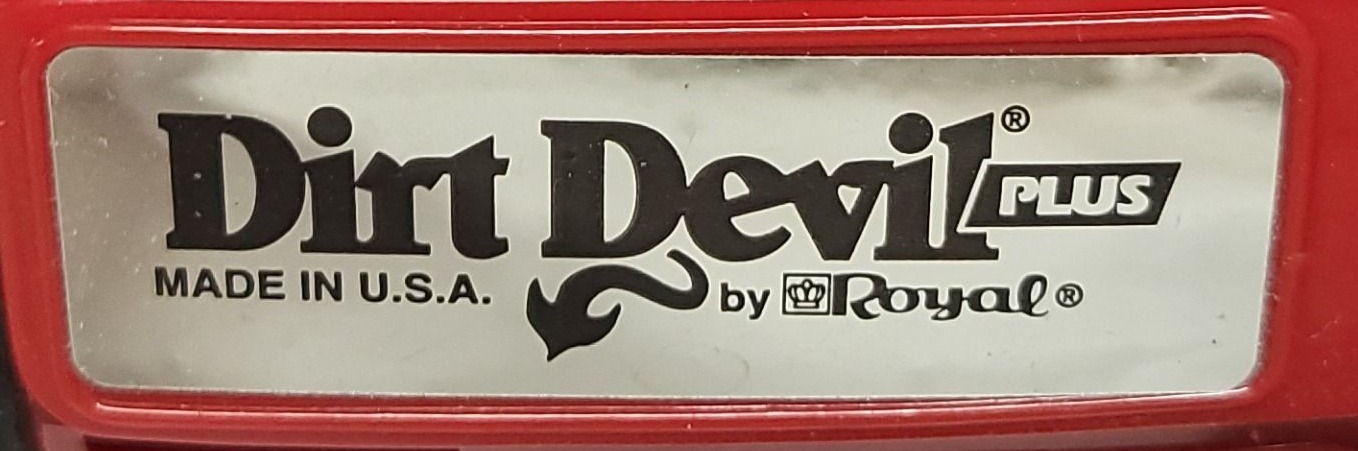 Dirt Devil® PLUS
MADE IN U.S.A. by Royal®